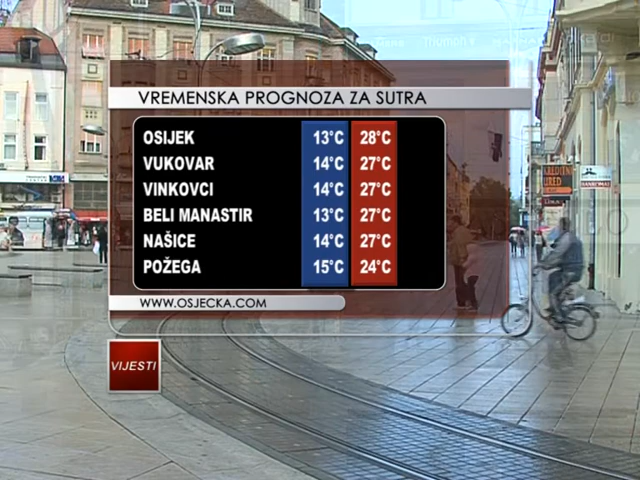 VREMENSKA PROGNOZA ZA SUTRA
OSIJEK 13°C 28°C
VUKOVAR 14°C 27°C
VINKOVCI 14°C 27°C
BELI MANASTIR 13°C 27°C
NAŠICE 14°C 27°C
POŽEGA 15°C 24°C
WWW.OSJECKA.COM
VIJESTI